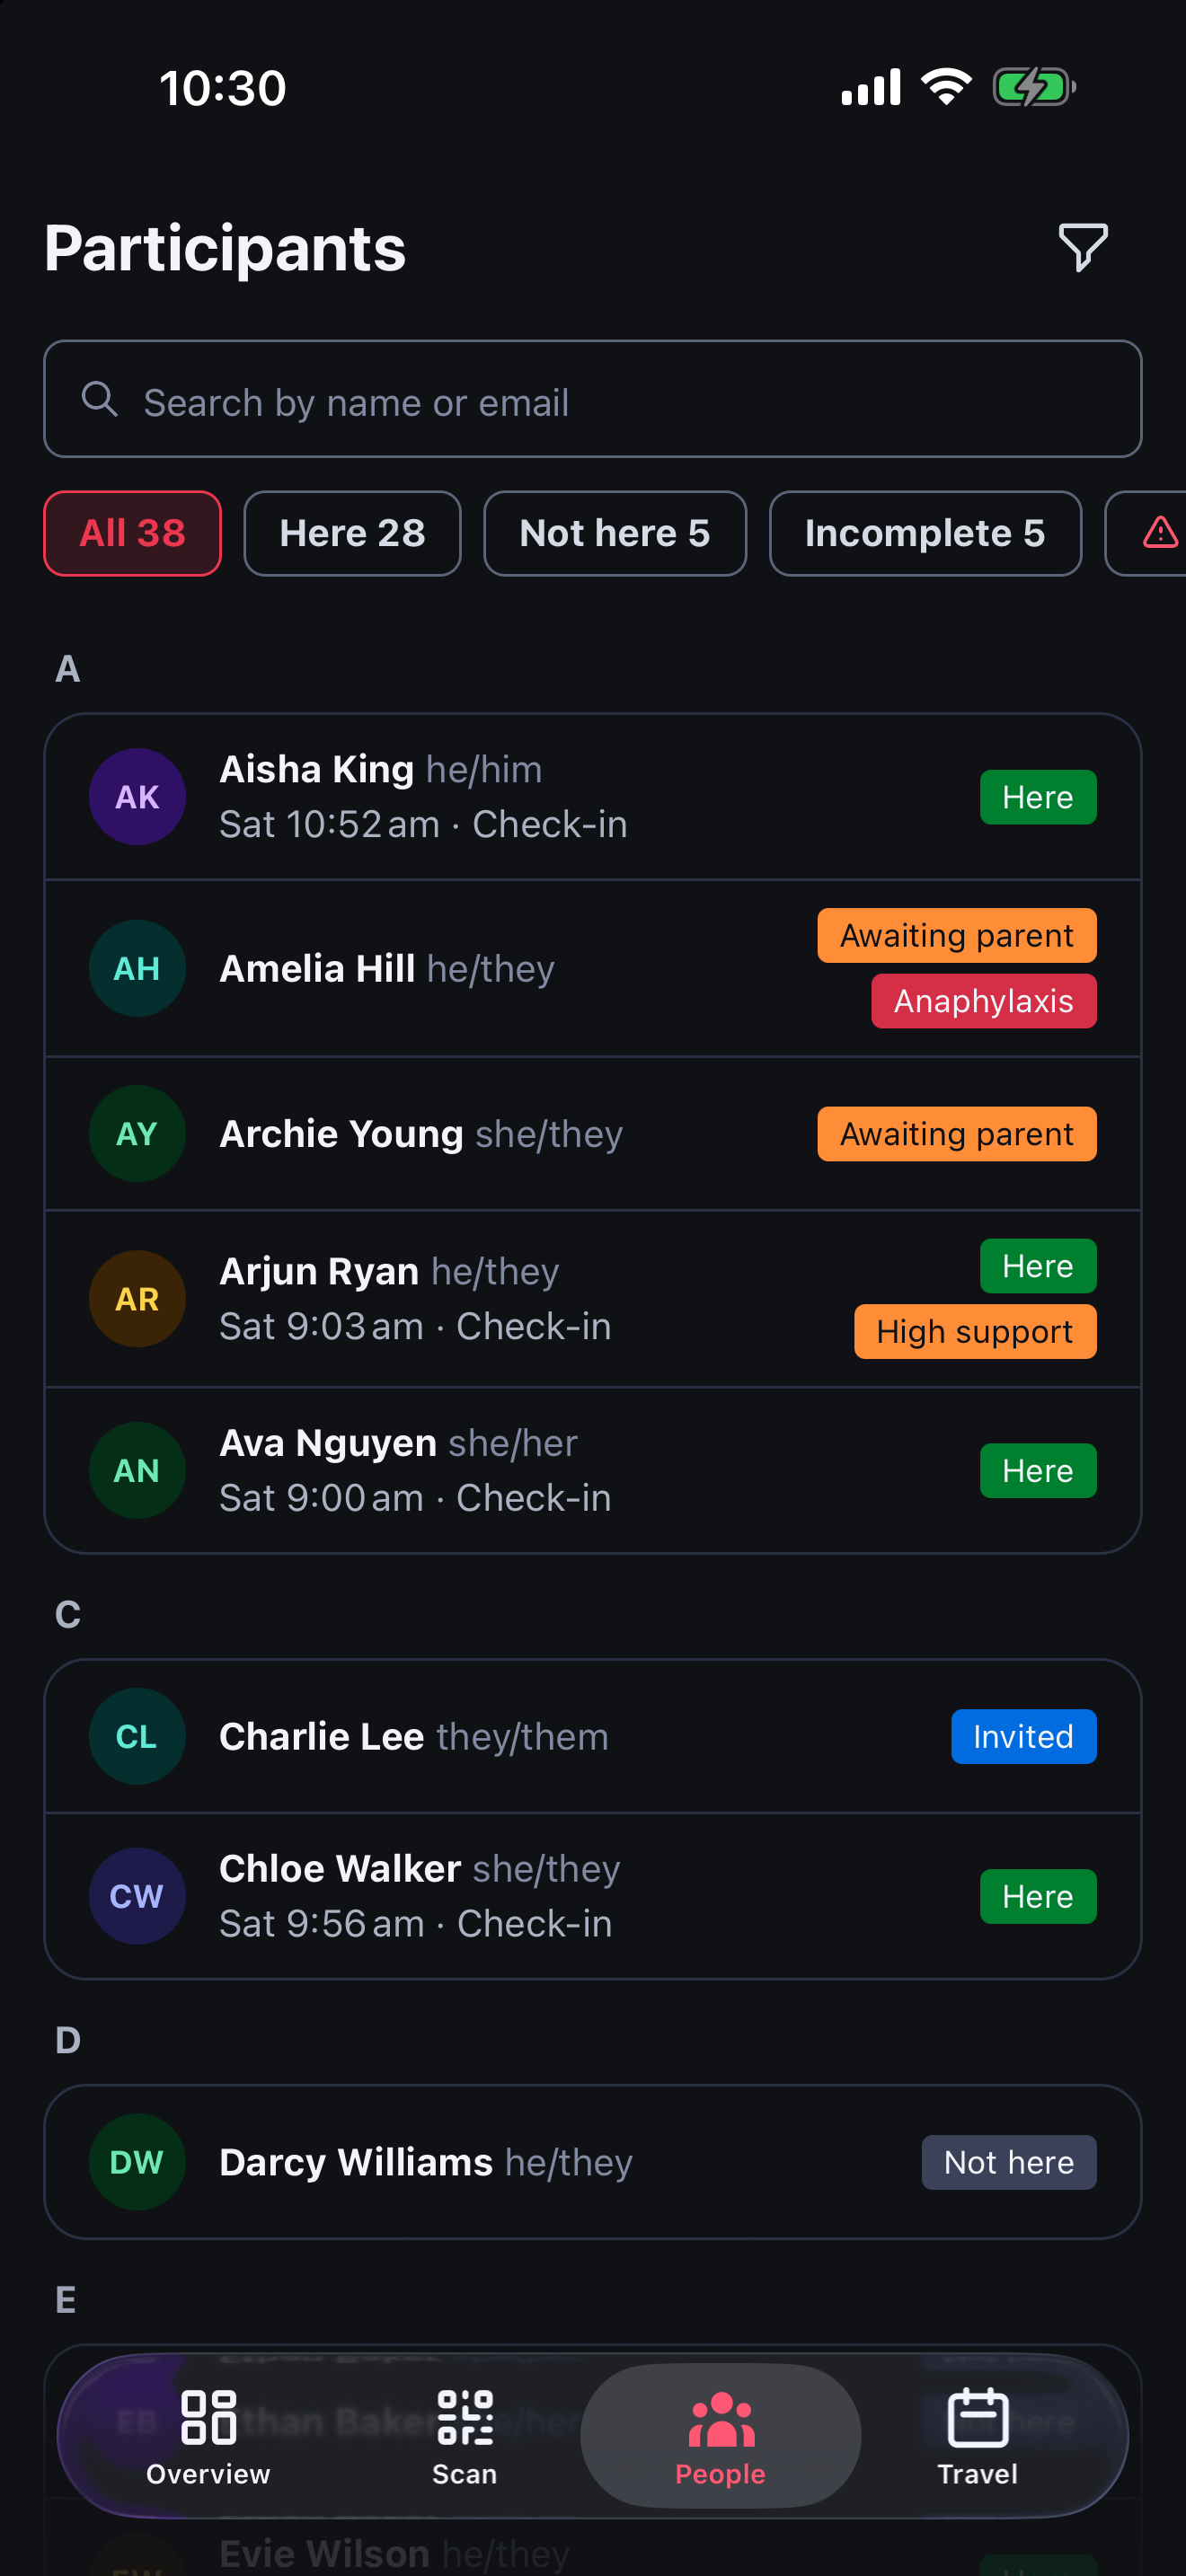 10:30
Participants
Search by name or email
All 38
Here 28
Not here 5
Incomplete 5
A
AK
Aisha King he/him
Sat 10:52 am · Check-in
Here
AH
Amelia Hill he/they
Awaiting parent
Anaphylaxis
AY
Archie Young she/they
Awaiting parent
AR
Arjun Ryan he/they
Sat 9:03 am · Check-in
Here
High support
AN
Ava Nguyen she/her
Sat 9:00 am · Check-in
Here
C
CL
Charlie Lee they/them
Invited
CW
Chloe Walker she/they
Sat 9:56 am · Check-in
Here
D
DW
Darcy Williams he/they
Not here
E
EB
Overview
Scan
People
Travel
Evie Wilson he/they